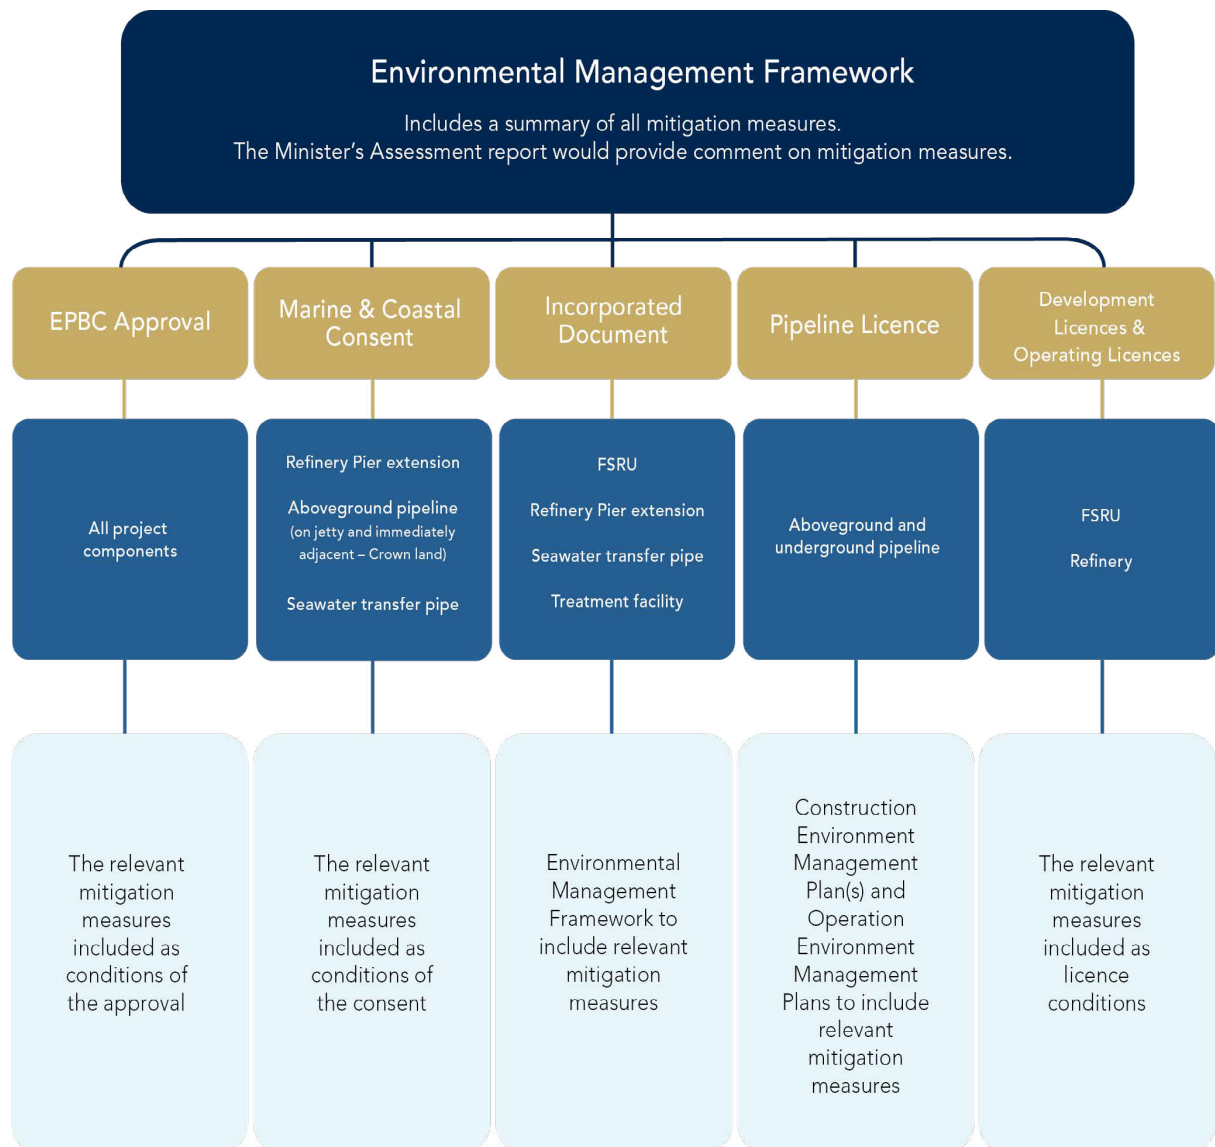 Environmental Management Framework
Includes a summary of all mitigation measures.
The Minister's Assessment report would provide comment on mitigation measures.
EPBC Approval
Marine & Coastal
Consent
Incorporated
Document
Pipeline Licence
Development
Licences &
Operating Licences
All project
components
Refinery Pier extension
Aboveground pipeline
(on jetty and immediately
adjacent – Crown land)
Seawater transfer pipe
FSRU
Refinery Pier extension
Seawater transfer pipe
Treatment facility
Aboveground and
underground pipeline
FSRU
Refinery
The relevant
mitigation
measures
included as
conditions of
the approval
The relevant
mitigation
measures
included as
conditions of
the consent
Environmental
Management
Framework to
include relevant
mitigation
measures
Construction
Environment
Management
Plan(s) and
Operation
Environment
Management
Plans to include
relevant
mitigation
measures
The relevant
mitigation
measures
included as
licence
conditions